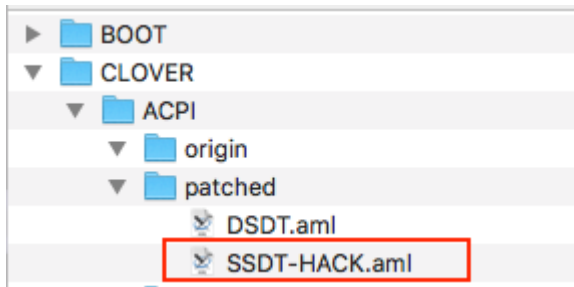 BOOT
CLOVER
ACPI
origin
patched
DSDT.aml
SSDT-HACK.aml